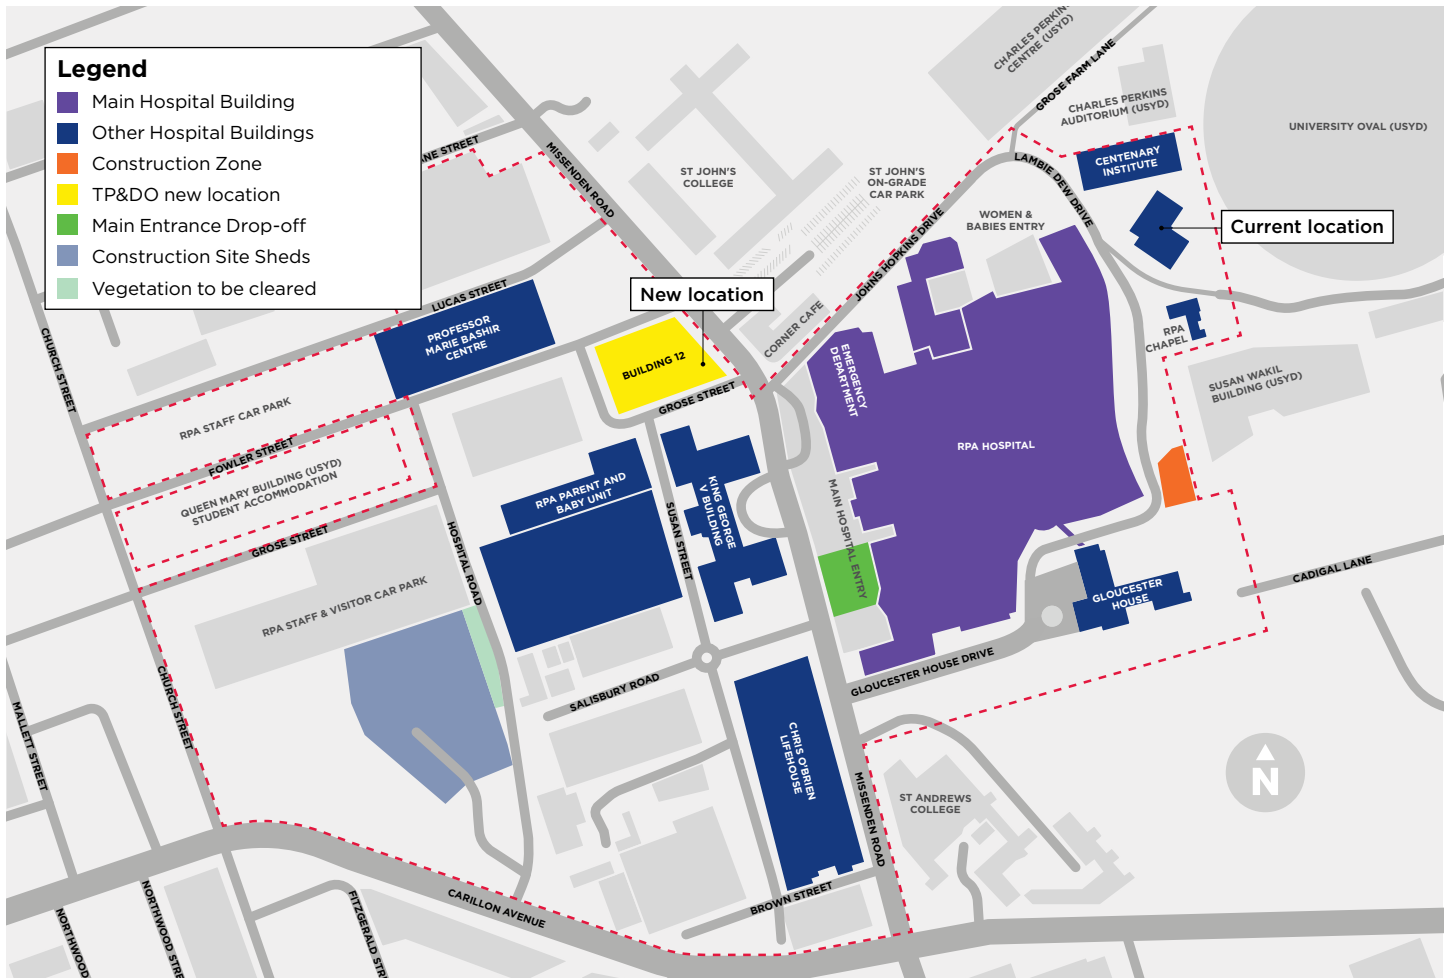 Legend
Main Hospital Building
Other Hospital Buildings
Construction Zone
TP&DO new location
Main Entrance Drop-off
Construction Site Sheds
Vegetation to be cleared
CHARLES PERKINS
CENTRE (USYD)
GROSE FARM LANE
CHARLES PERKINS
AUDITORIUM (USYD)
UNIVERSITY OVAL (USYD)
MISSENDEN ROAD
ST JOHN'S
COLLEGE
ST JOHN'S
ON-GRADE
CAR PARK
LAMBIE DEW DRIVE
CENTENARY
INSTITUTE
WOMEN &
BABIES ENTRY
JOHNS HOPKINS DRIVE
Current location
New location
LUCAS STREET
PROFESSOR
MARIE BASHIR
CENTRE
CORNER CAFE
RPA
CHAPEL
SUSAN WAKIL
BUILDING (USYD)
CHURCH STREET
BUILDING 12
GROSE STREET
EMERGENCY
DEPARTMENT
RPA STAFF CAR PARK
FOWLER STREET
RPA HOSPITAL
QUEEN MARY BUILDING (USYD)
STUDENT ACCOMMODATION
RPA PARENT AND
BABY UNIT
KING GEORGE
V BUILDING
MAIN HOSPITAL ENTRY
GROSE STREET
HOSPITAL ROAD
SUSAN STREET
CADIGAL LANE
GLOUCESTER
HOUSE
RPA STAFF & VISITOR CAR PARK
GLOUCESTER HOUSE DRIVE
SALISBURY ROAD
MALLETT STREET
CHURCH STREET
CHRIS O'BRIEN
LIFEHOUSE
N
MISSENDEN ROAD
ST ANDREWS
COLLEGE
BROWN STREET
CARILLON AVENUE
NORTHWOOD
NORTHWOOD STRE
FITZGERALD STR